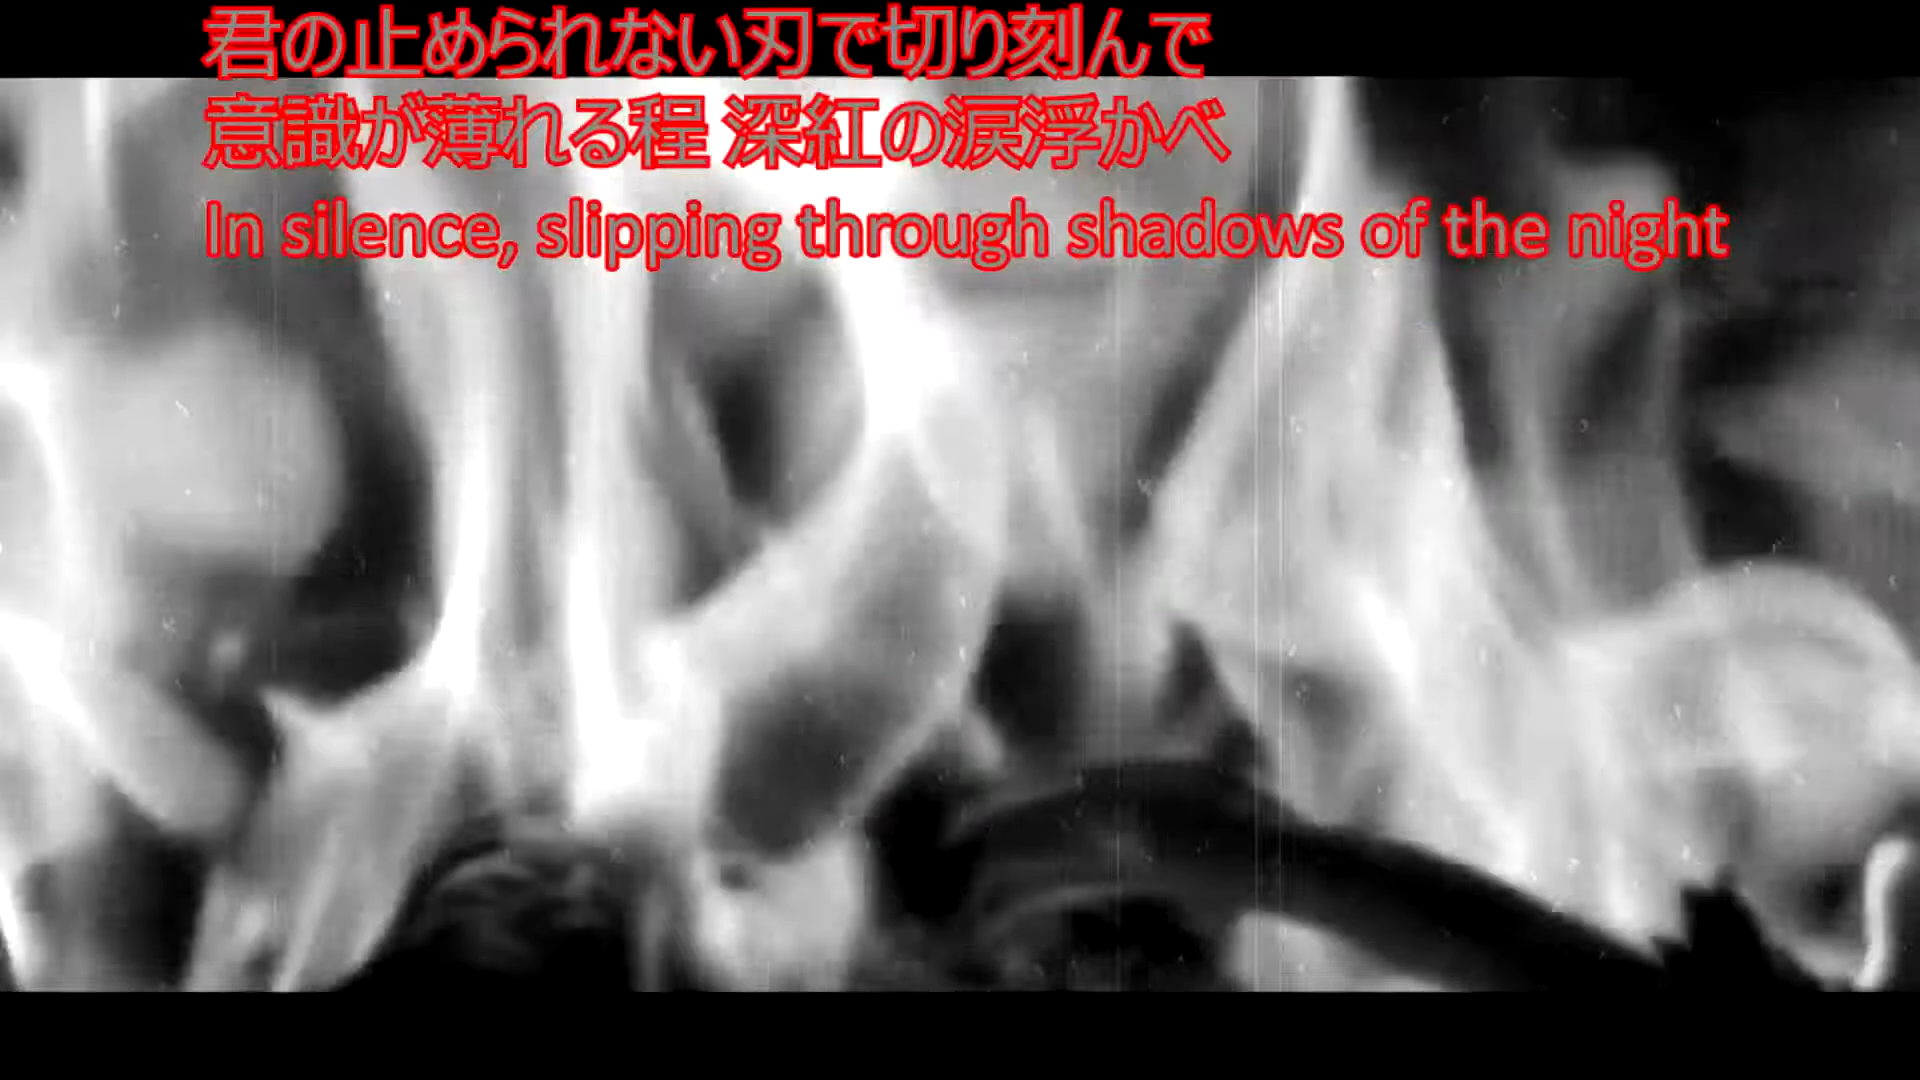 君の止められない刃で切り刻んで
意識が薄れる程 深紅の涙浮かべ
In silence, slipping through shadows of the night